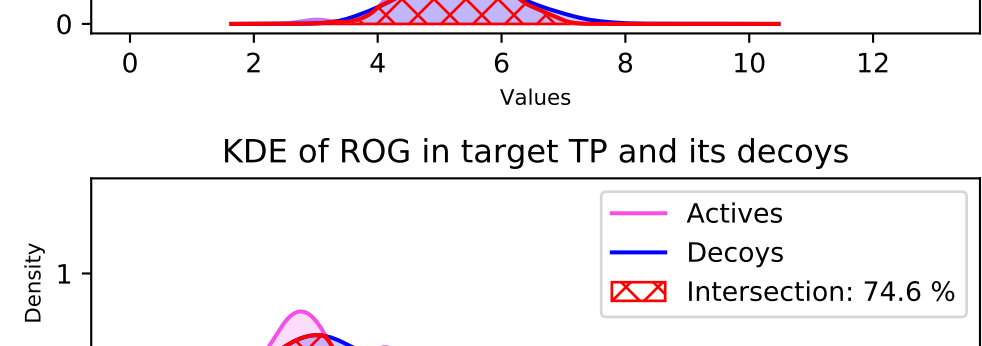 0
0 2 4 6 8 10 12
Values
KDE of ROG in target TP and its decoys
Density
1
Actives
Decoys
Intersection: 74.6 %